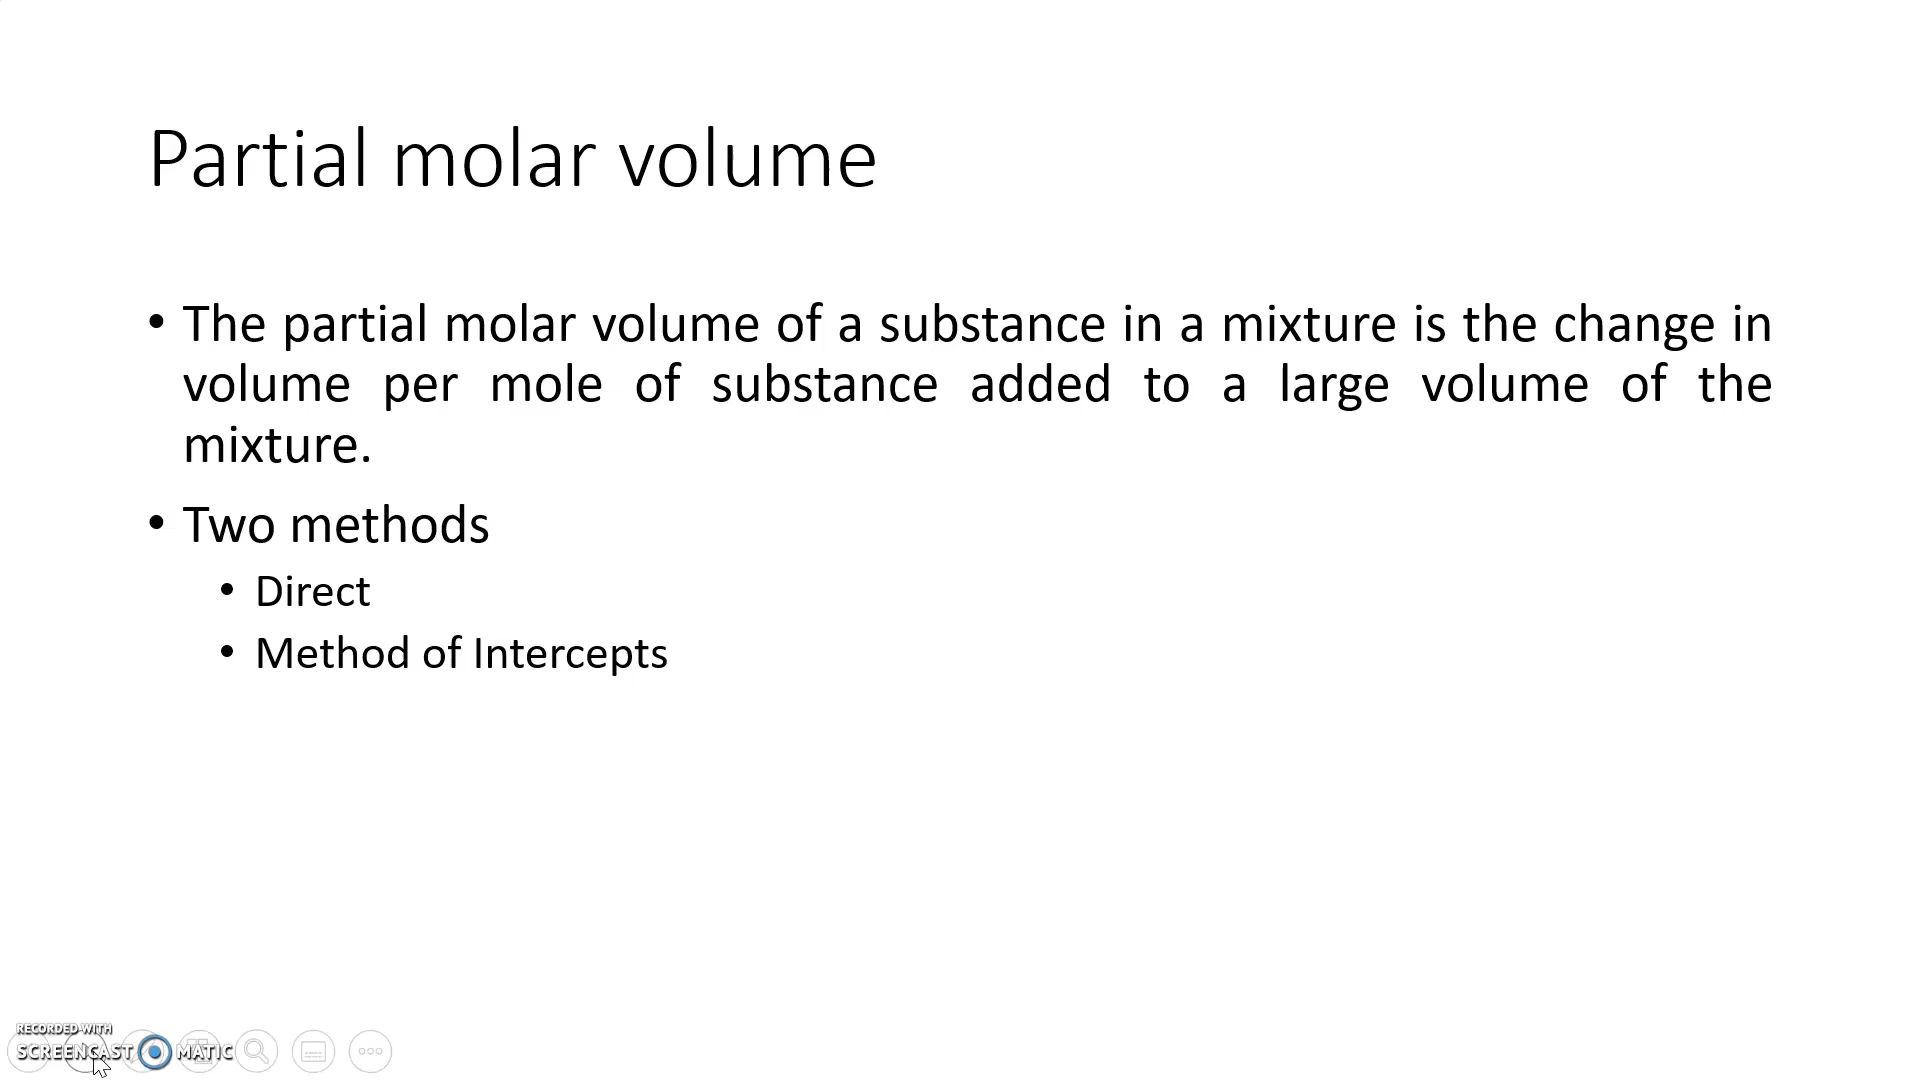 Partial molar volume
• The partial molar volume of a substance in a mixture is the change in
volume per mole of substance added to a large volume of the
mixture.
• Two methods
• Direct
• Method of Intercepts
RECORDED WITH
SCREENCAST MATIC